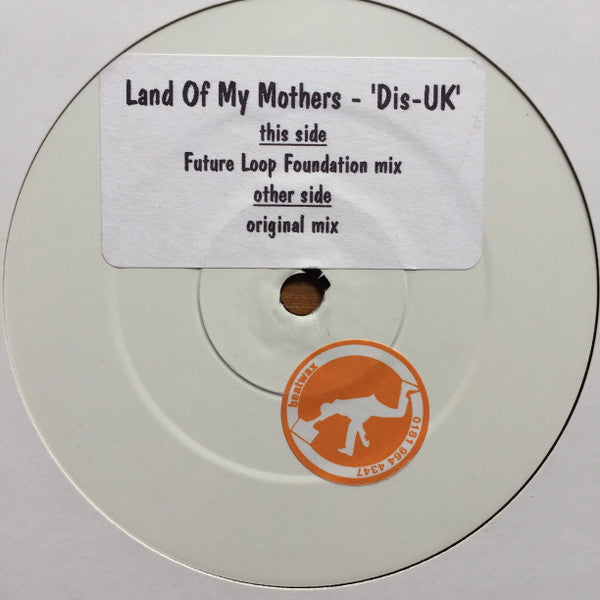 Land Of My Mothers - 'Dis-UK'
this side
Future Loop Foundation mix
other side
original mix
beatwax
0181 964 4347